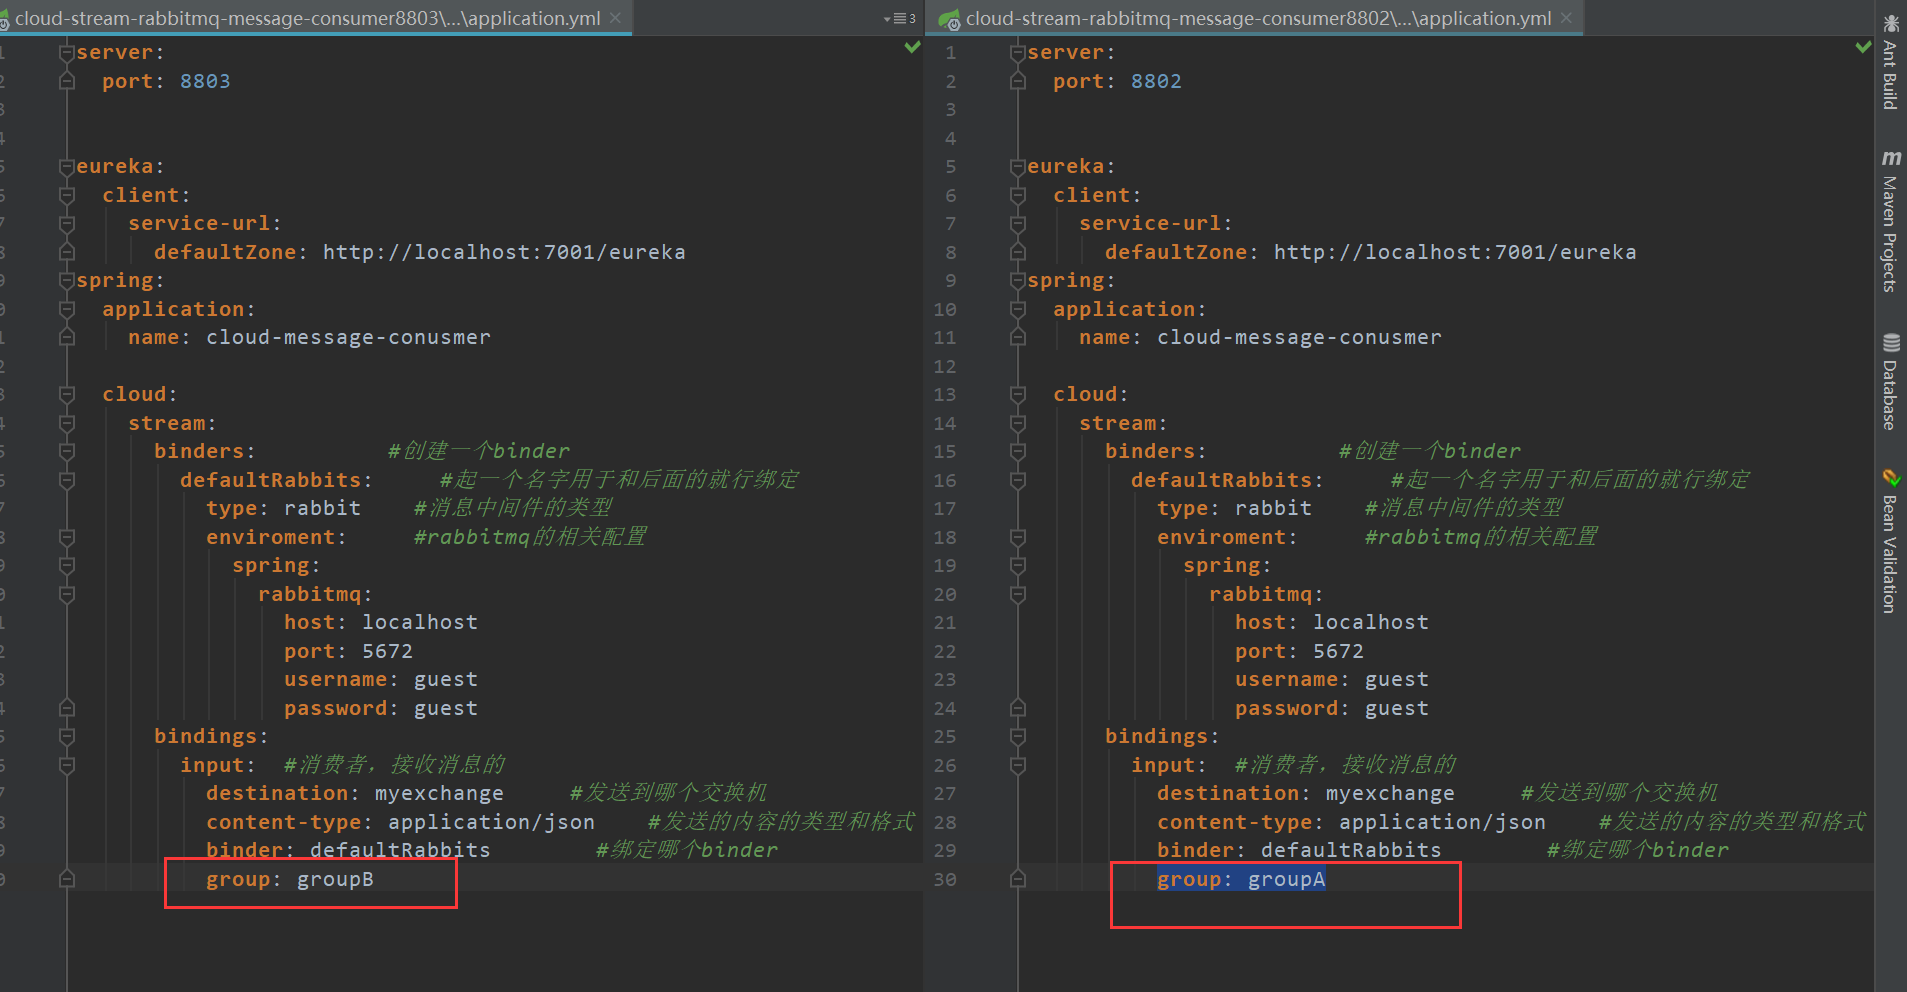 cloud-stream-rabbitmq-message-consumer8803\...\application.yml
3
server:
  port: 8803
eureka:
  client:
    service-url:
      defaultZone: http://localhost:7001/eureka
spring:
  application:
    name: cloud-message-conusmer
  cloud:
    stream:
      binders:          #创建一个binder
        defaultRabbits:     #起一个名字用于和后面的就行绑定
          type: rabbit    #消息中间件的类型
          enviroment:     #rabbitmq的相关配置
            spring:
              rabbitmq:
                host: localhost
                port: 5672
                username: guest
                password: guest
      bindings:
        input:  #消费者，接收消息的
          destination: myexchange     #发送到哪个交换机
          content-type: application/json    #发送的内容的类型和格式
          binder: defaultRabbits        #绑定哪个binder
          group: groupB
cloud-stream-rabbitmq-message-consumer8802\...\application.yml
1 server:
2   port: 8802
3
4
5 eureka:
6   client:
7     service-url:
8       defaultZone: http://localhost:7001/eureka
9 spring:
10   application:
11     name: cloud-message-conusmer
12
13   cloud:
14     stream:
15       binders:          #创建一个binder
16         defaultRabbits:     #起一个名字用于和后面的就行绑定
17           type: rabbit    #消息中间件的类型
18           enviroment:     #rabbitmq的相关配置
19             spring:
20               rabbitmq:
21                 host: localhost
22                 port: 5672
23                 username: guest
24                 password: guest
25       bindings:
26         input:  #消费者，接收消息的
27           destination: myexchange     #发送到哪个交换机
28           content-type: application/json    #发送的内容的类型和格式
29           binder: defaultRabbits        #绑定哪个binder
30           group: groupA
Ant Build
m Maven Projects
Database
Bean Validation